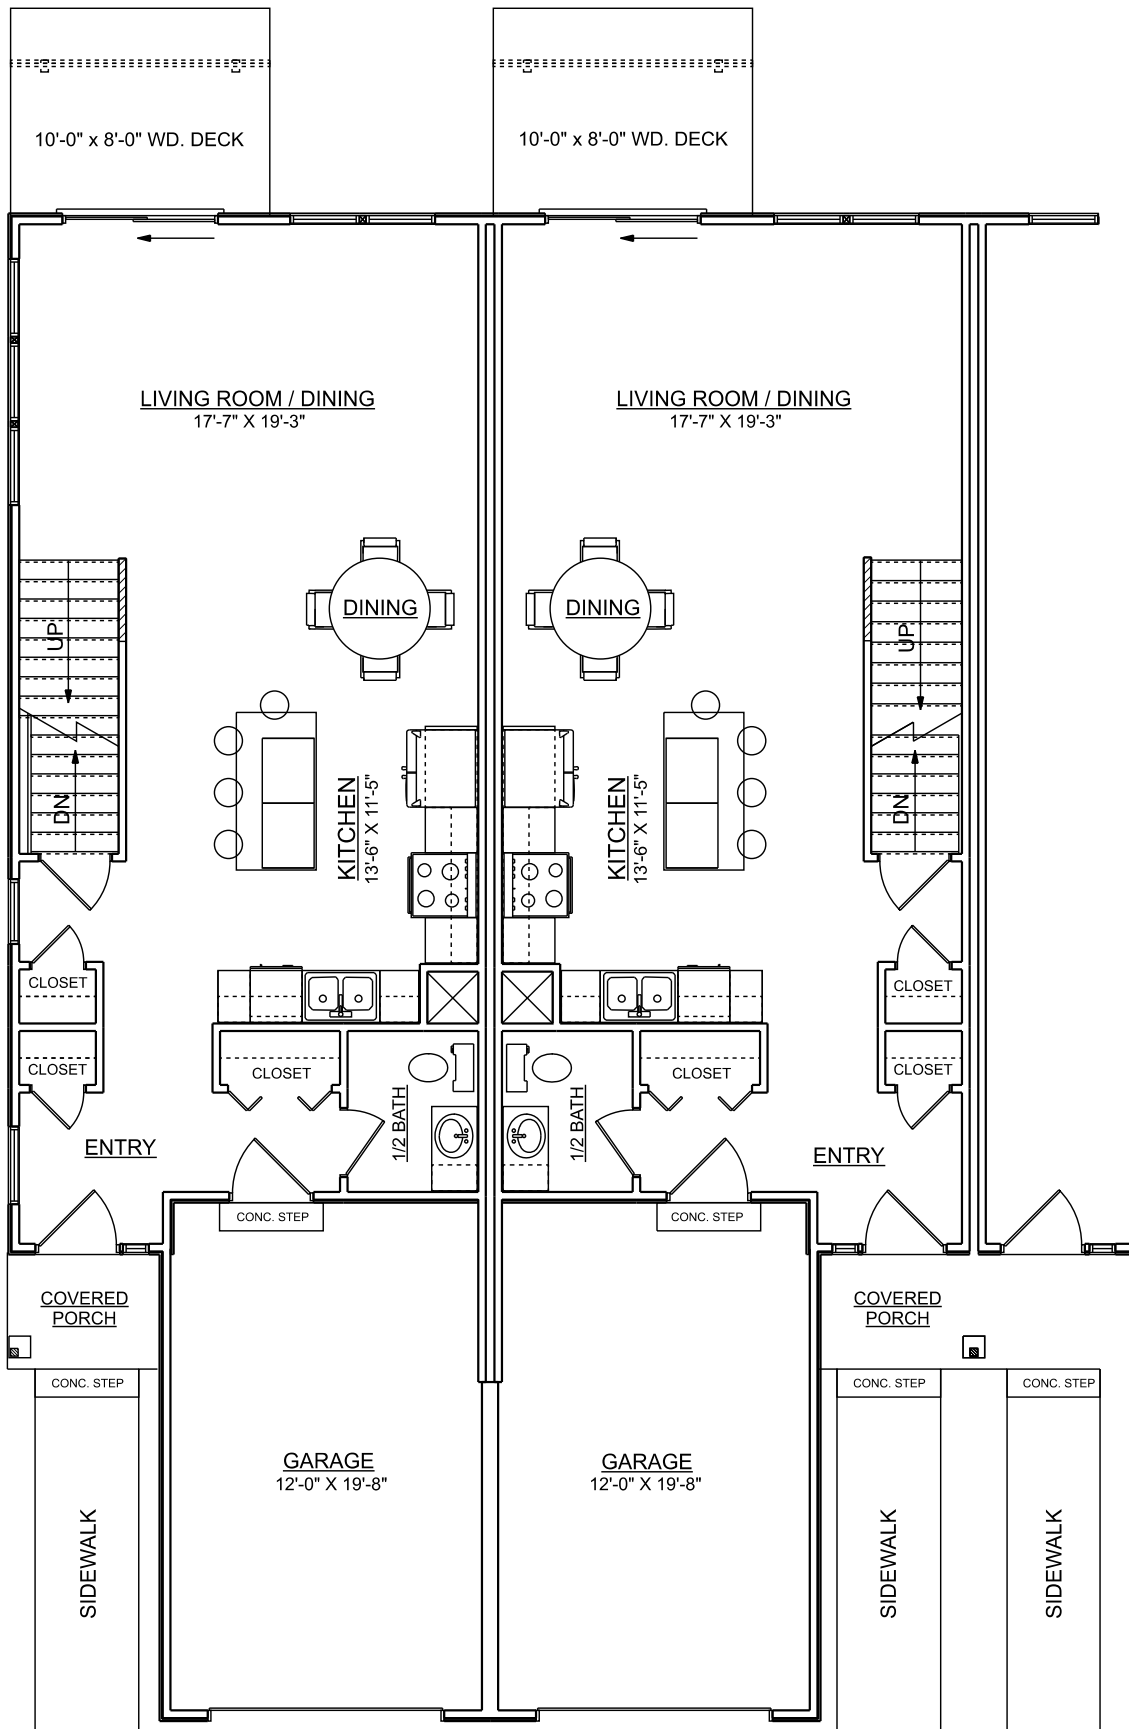 10'-0" x 8'-0" WD. DECK
10'-0" x 8'-0" WD. DECK
LIVING ROOM / DINING
17'-7" X 19'-3"
LIVING ROOM / DINING
17'-7" X 19'-3"
DINING
DINING
UP
UP
DN
KITCHEN
13'-6" X 11'-5"
KITCHEN
13'-6" X 11'-5"
DN
CLOSET
CLOSET
CLOSET
CLOSET
CLOSET
CLOSET
1/2 BATH
1/2 BATH
ENTRY
ENTRY
CONC. STEP
CONC. STEP
COVERED
PORCH
COVERED
PORCH
CONC. STEP
CONC. STEP
CONC. STEP
GARAGE
12'-0" X 19'-8"
GARAGE
12'-0" X 19'-8"
SIDEWALK
SIDEWALK
SIDEWALK